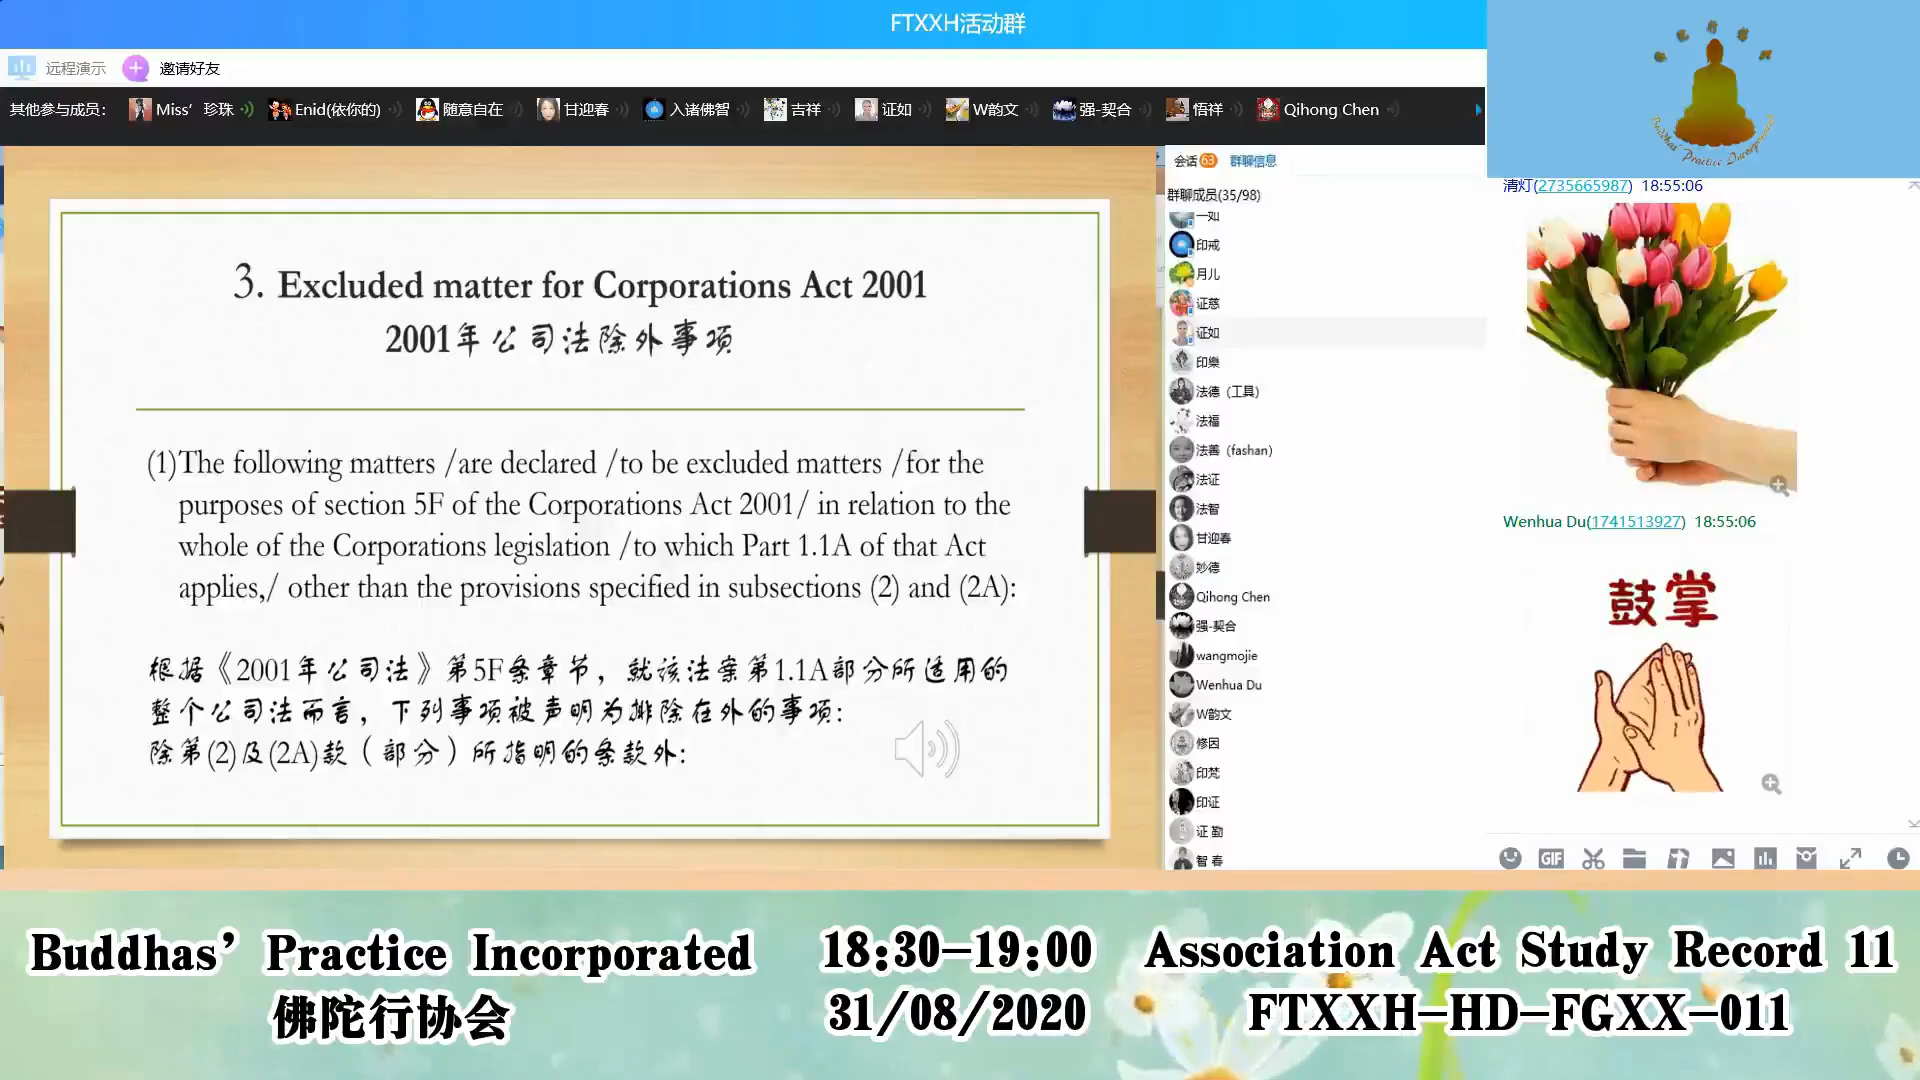 FTXXH活动群
远程演示 邀请好友
其他参与成员： Miss’ 珍珠 Enid(依你的) 随意自在 甘迎春 入诸佛智 吉祥 证如 W韵文 强-契合 悟祥 Qihong Chen
3. Excluded matter for Corporations Act 2001
2001年公司法除外事项
(1)The following matters /are declared /to be excluded matters /for the
purposes of section 5F of the Corporations Act 2001/ in relation to the
whole of the Corporations legislation /to which Part 1.1A of that Act
applies,/ other than the provisions specified in subsections (2) and (2A):
根据《2001年公司法》第5F条章节，就该法案第1.1A部分所适用的
整个公司法而言，下列事项被声明为排除在外的事项：
除第(2)及(2A)款（部分）所指明的条款外：
会话 63 群聊信息
群聊成员(35/98)
一如
印戒
月儿
证慈
证如
印樂
法德（工具）
法福
法善（fashan）
法证
法智
甘迎春
妙德
Qihong Chen
强-契合
wangmojie
Wenhua Du
W韵文
修因
印梵
印证
证 勤
智 春
Buddhas’ Practice Incorporated
清灯(2735665987) 18:55:06
Wenhua Du(1741513927) 18:55:06
鼓掌
GIF
Buddhas’ Practice Incorporated
佛陀行协会
18:30-19:00
31/08/2020
Association Act Study Record 11
FTXXH-HD-FGXX-011